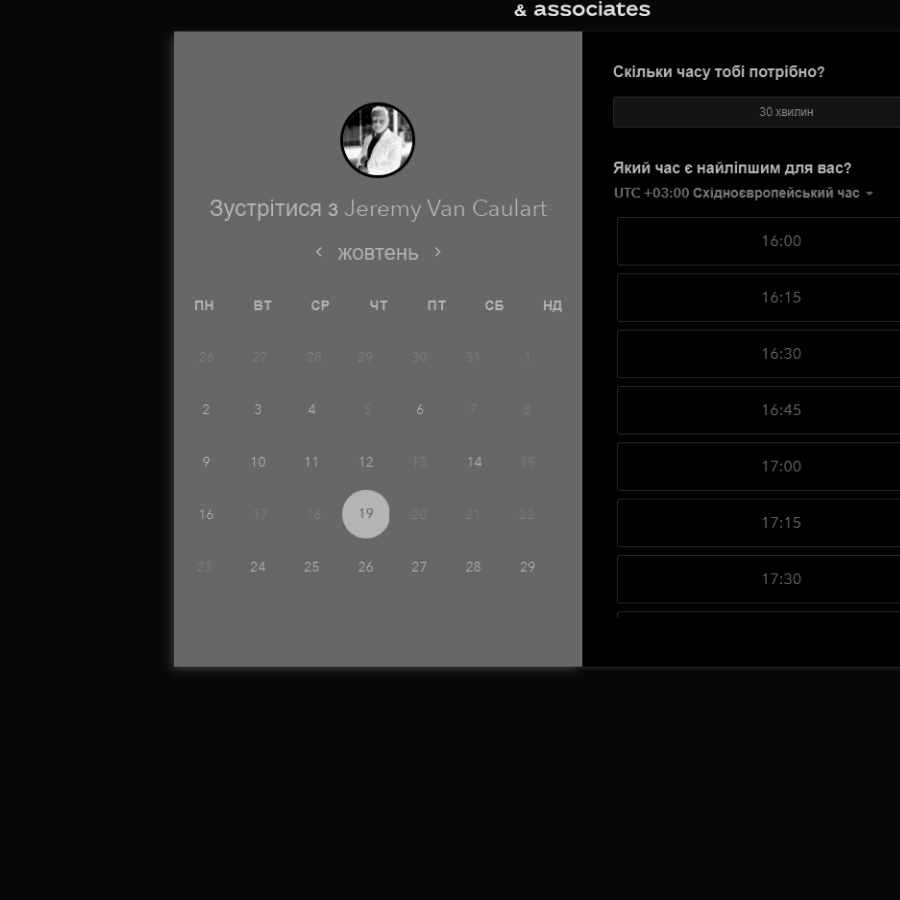 & associates
Зустрітися з Jeremy Van Caulart
жовтень
ПН ВТ СР ЧТ ПТ СБ НД
26 27 28 29 30 31 1
2 3 4 5 6 7 8
9 10 11 12 13 14 15
16 17 18 19 20 21 22
23 24 25 26 27 28 29
Скільки часу тобі потрібно?
30 хвилин
Який час є найліпшим для вас?
UTC +03:00 Східноєвропейський час
16:00
16:15
16:30
16:45
17:00
17:15
17:30